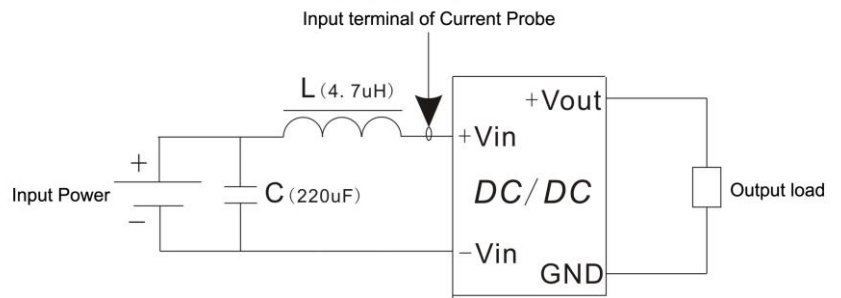 Input terminal of Current Probe
L (4. 7uH)
+Vout
+Vin
+
Input Power
C (220uF)
DC/DC
Output load
−
−Vin
GND